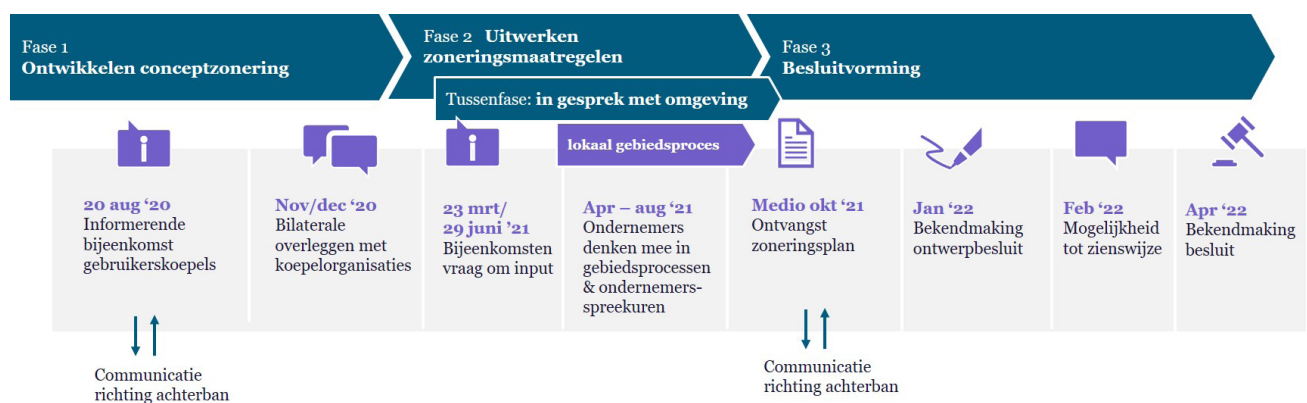 Fase 1
Ontwikkelen conceptzonering
Fase 2 Uitwerken
zoneringsmaatregelen
Fase 3
Besluitvorming
Tussenfase: in gesprek met omgeving
lokaal gebiedsproces
20 aug ‘20
Informerende
bijeenkomst
gebruikerskoepels
Nov/dec ‘20
Bilaterale
overleggen met
koepelorganisaties
23 mrt/
29 juni ’21
Bijeenkomsten
vraag om input
Apr – aug ‘21
Ondernemers
denken mee in
gebiedsprocessen
& ondernemers-
spreekuren
Medio okt ‘21
Ontvangst
zoneringsplan
Jan ‘22
Bekendmaking
ontwerpbesluit
Feb ‘22
Mogelijkheid
tot zienswijze
Apr ‘22
Bekendmaking
besluit
Communicatie
richting achterban
Communicatie
richting achterban